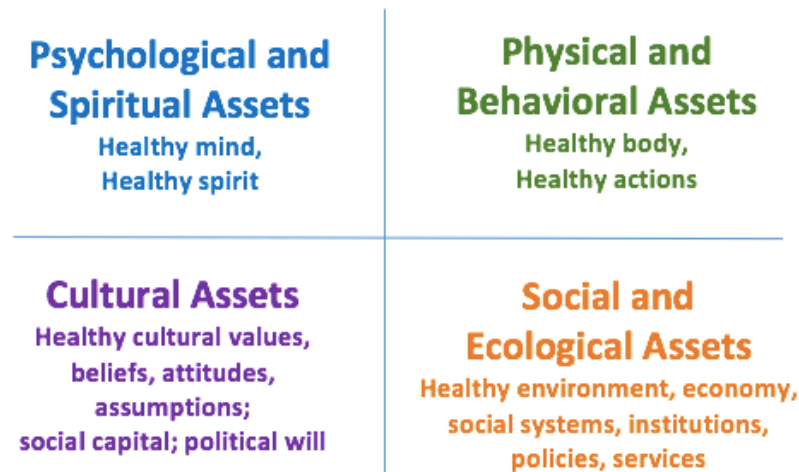 Psychological and
Spiritual Assets
Healthy mind,
Healthy spirit
Physical and
Behavioral Assets
Healthy body,
Healthy actions
Cultural Assets
Healthy cultural values,
beliefs, attitudes,
assumptions;
social capital; political will
Social and
Ecological Assets
Healthy environment, economy,
social systems, institutions,
policies, services